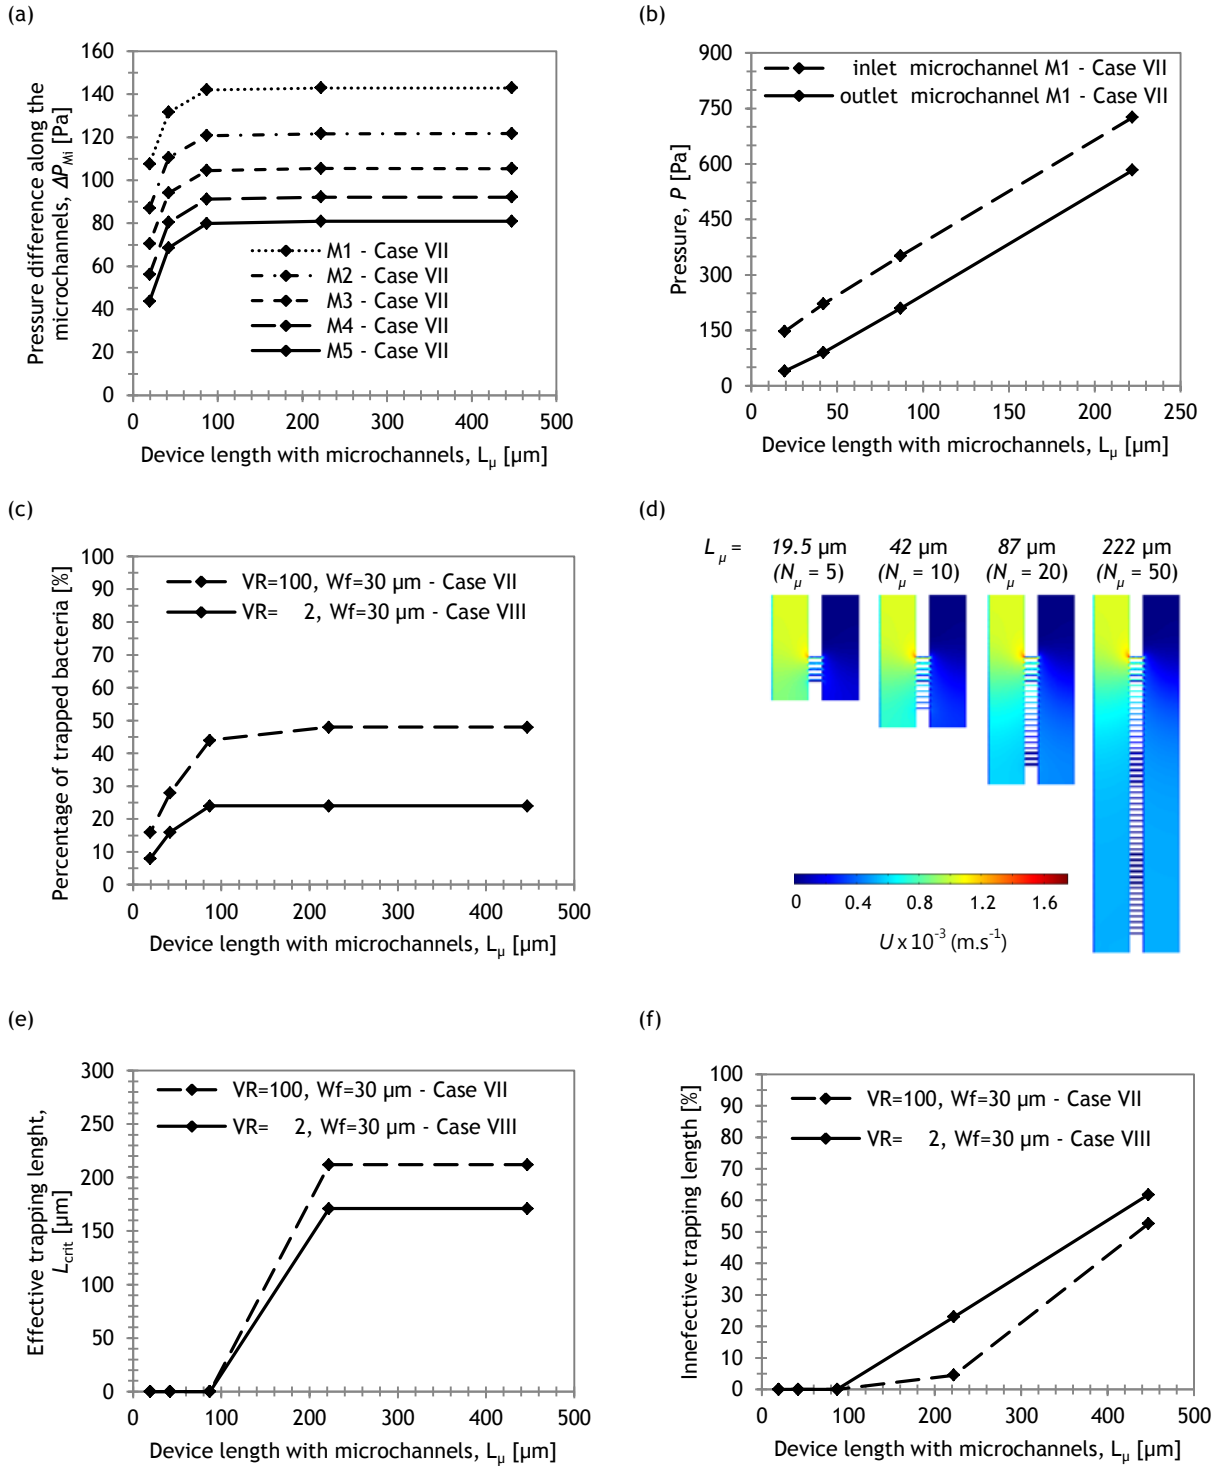 (a)
Pressure difference along the
microchannels, ΔP_Mi [Pa]
160
140
120
100
80
60
40
20
0
M1 - Case VII
M2 - Case VII
M3 - Case VII
M4 - Case VII
M5 - Case VII
0 100 200 300 400 500
Device length with microchannels, Lμ [μm]
(b)
Pressure, P [Pa]
900
750
600
450
300
150
0
inlet microchannel M1 - Case VII
outlet microchannel M1 - Case VII
0 50 100 150 200 250
Device length with microchannels, Lμ [μm]
(c)
Percentage of trapped bacteria [%]
100
90
80
70
60
50
40
30
20
10
0
VR=100, Wf=30 μm - Case VII
VR= 2, Wf=30 μm - Case VIII
0 100 200 300 400 500
Device length with microchannels, Lμ [μm]
(d)
Lμ = 19.5 μm 42 μm 87 μm 222 μm
(Nμ = 5) (Nμ = 10) (Nμ = 20) (Nμ = 50)
0 0.4 0.8 1.2 1.6
U x 10⁻³ (m.s⁻¹)
(e)
Effective trapping lenght,
L_crit [μm]
300
250
200
150
100
50
0
VR=100, Wf=30 μm - Case VII
VR= 2, Wf=30 μm - Case VIII
0 100 200 300 400 500
Device length with microchannels, Lμ [μm]
(f)
Innefective trapping length [%]
100
90
80
70
60
50
40
30
20
10
0
VR=100, Wf=30 μm - Case VII
VR= 2, Wf=30 μm - Case VIII
0 100 200 300 400 500
Device length with microchannels, Lμ [μm]